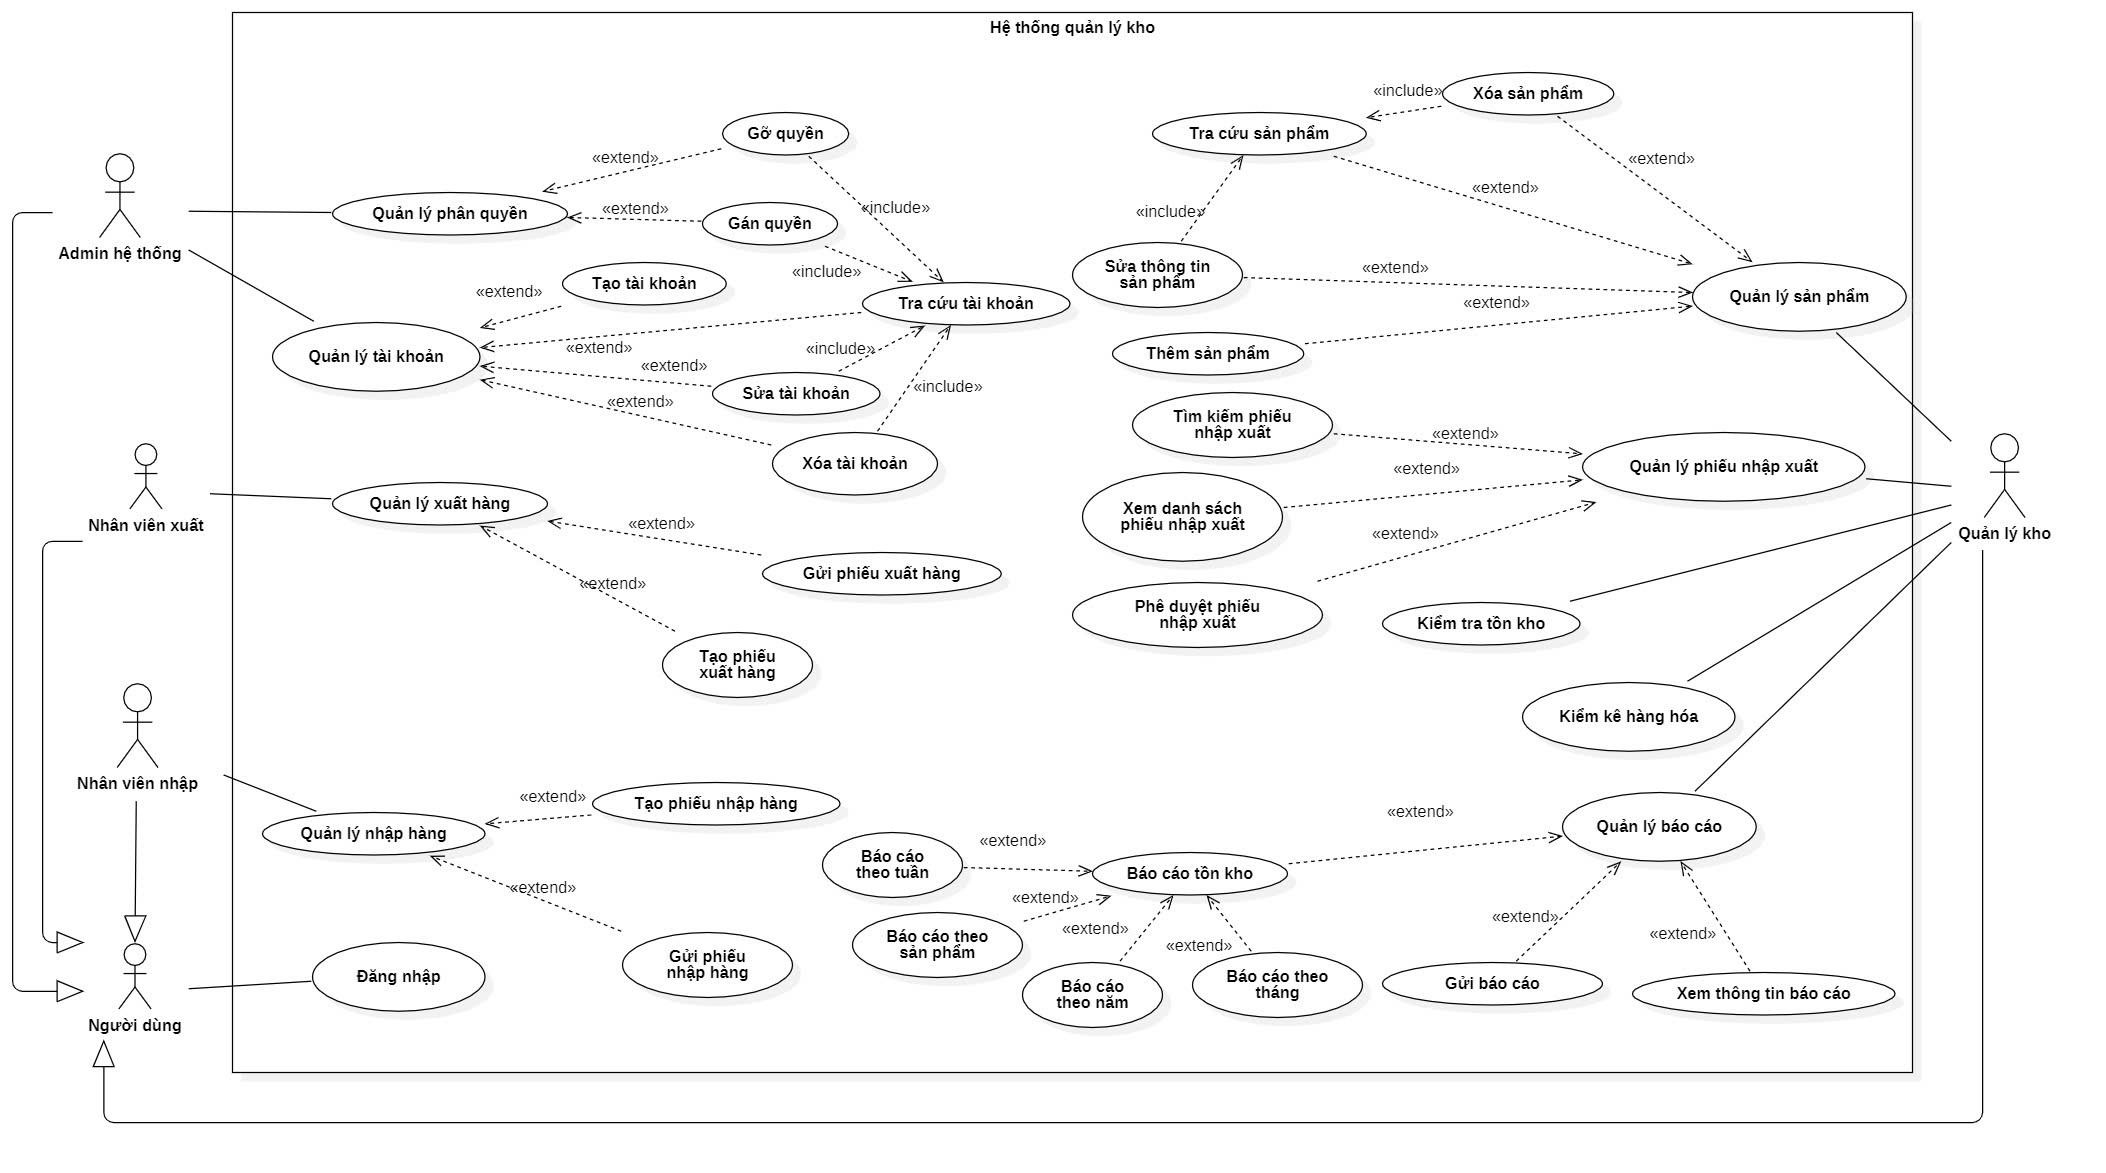 Hệ thống quản lý kho
«include»
Xóa sản phẩm
Gỡ quyền
Tra cứu sản phẩm
«extend»
«extend»
Quản lý phân quyền
«extend»
«include»
«include»
«extend»
Gán quyền
Admin hệ thống
Sửa thông tin
sản phẩm
«extend»
«include»
Tạo tài khoản
«extend»
Tra cứu tài khoản
Quản lý sản phẩm
«extend»
«extend»
«include»
Thêm sản phẩm
Quản lý tài khoản
«extend»
Sửa tài khoản
«include»
«extend»
Tìm kiếm phiếu
nhập xuất
«extend»
Xóa tài khoản
«extend»
Quản lý phiếu nhập xuất
Quản lý xuất hàng
Nhân viên xuất
«extend»
Xem danh sách
phiếu nhập xuất
«extend»
Quản lý kho
Gửi phiếu xuất hàng
«extend»
Phê duyệt phiếu
nhập xuất
Kiểm tra tồn kho
Tạo phiếu
xuất hàng
Kiểm kê hàng hóa
Nhân viên nhập
«extend»
Tạo phiếu nhập hàng
«extend»
Quản lý báo cáo
Quản lý nhập hàng
«extend»
Báo cáo
theo tuần
Báo cáo tồn kho
«extend»
«extend»
«extend»
«extend»
«extend»
«extend»
Báo cáo theo
sản phẩm
Gửi phiếu
nhập hàng
Đăng nhập
Báo cáo
theo năm
Báo cáo theo
tháng
Gửi báo cáo
Xem thông tin báo cáo
Người dùng